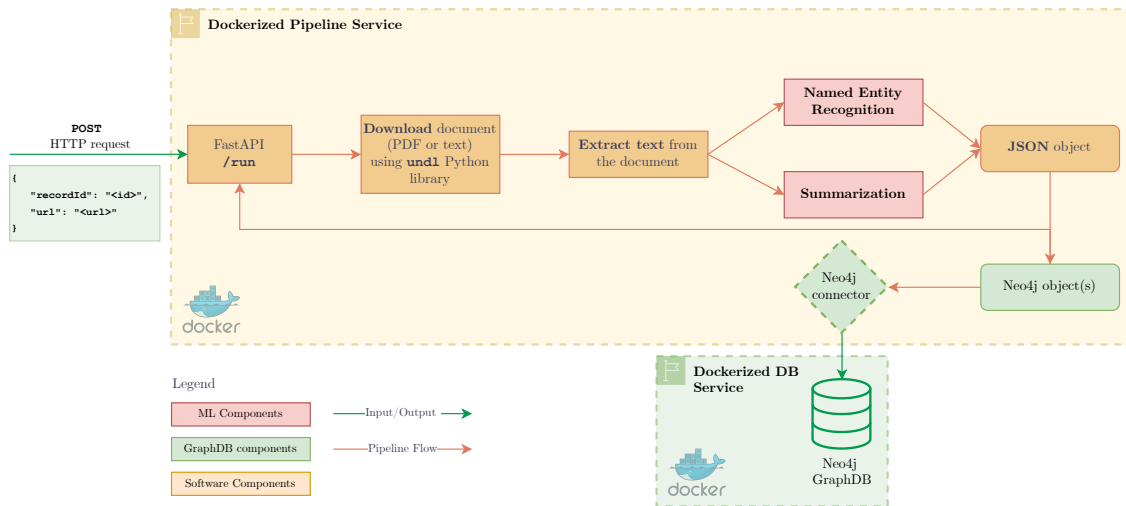 Dockerized Pipeline Service
POST
HTTP request
{
"recordId": "<id>",
"url": "<url>"
}
FastAPI
/run
Download document
(PDF or text)
using undl Python
library
Extract text from
the document
Named Entity
Recognition
Summarization
JSON object
Neo4j object(s)
Neo4j
connector
docker
Dockerized DB
Service
Neo4j
GraphDB
docker
Legend
ML Components
GraphDB components
Software Components
Input/Output
Pipeline Flow